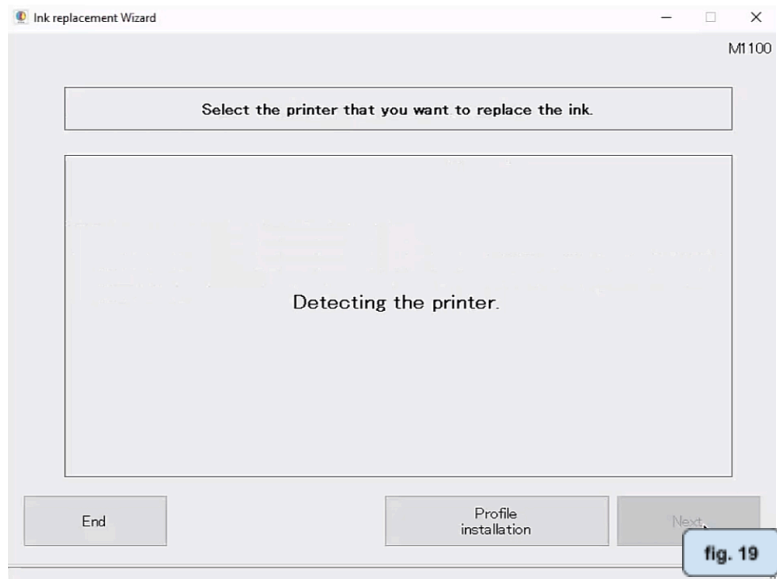 Ink replacement Wizard
M1100
Select the printer that you want to replace the ink.
Detecting the printer.
End
Profile
installation
Next
fig. 19